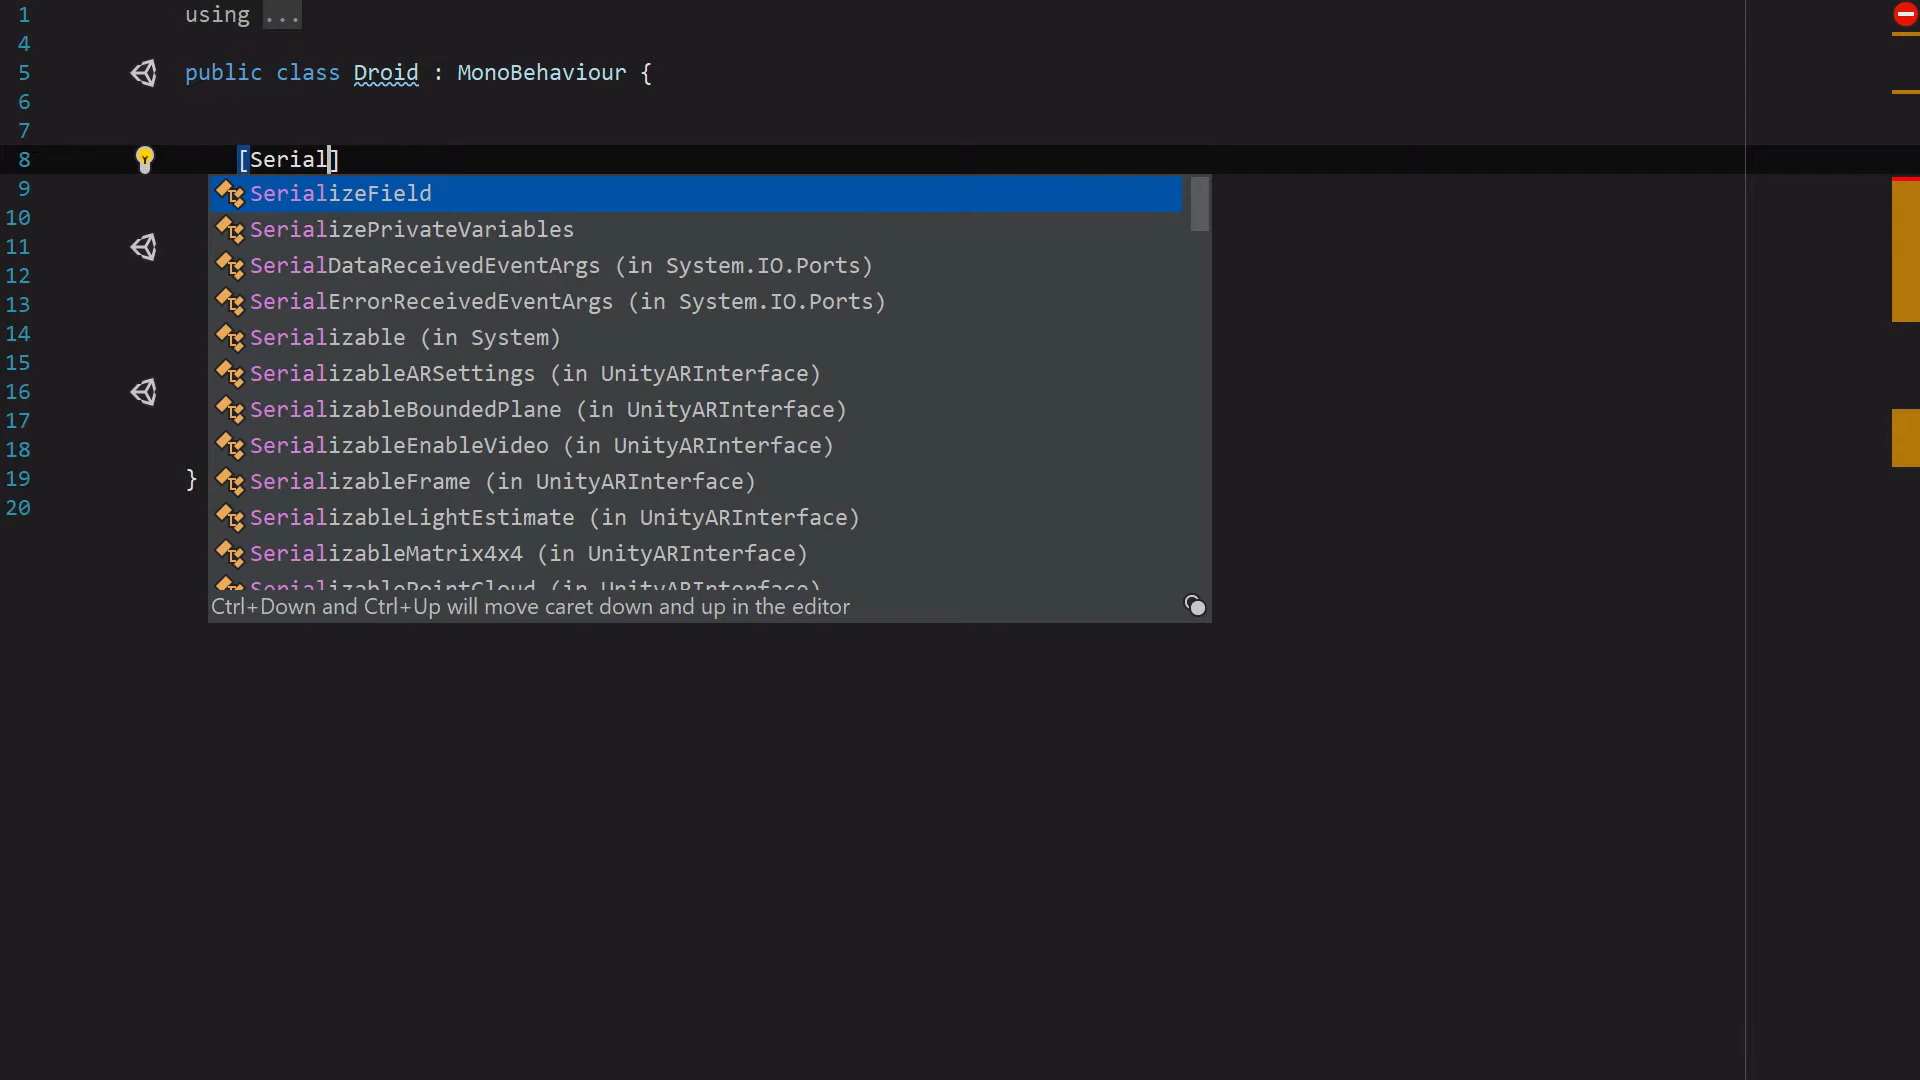 1 using ...
4
5 public class Droid : MonoBehaviour {
6
7
8 [Serial]
9 SerializeField
10 SerializePrivateVariables
11 SerialDataReceivedEventArgs (in System.IO.Ports)
12
13 SerialErrorReceivedEventArgs (in System.IO.Ports)
14 Serializable (in System)
15 SerializableARSettings (in UnityARInterface)
16
17 SerializableBoundedPlane (in UnityARInterface)
18 SerializableEnableVideo (in UnityARInterface)
19 } SerializableFrame (in UnityARInterface)
20 SerializableLightEstimate (in UnityARInterface)
SerializableMatrix4x4 (in UnityARInterface)
SerializablePointCloud (in UnityARInterface)
Ctrl+Down and Ctrl+Up will move caret down and up in the editor